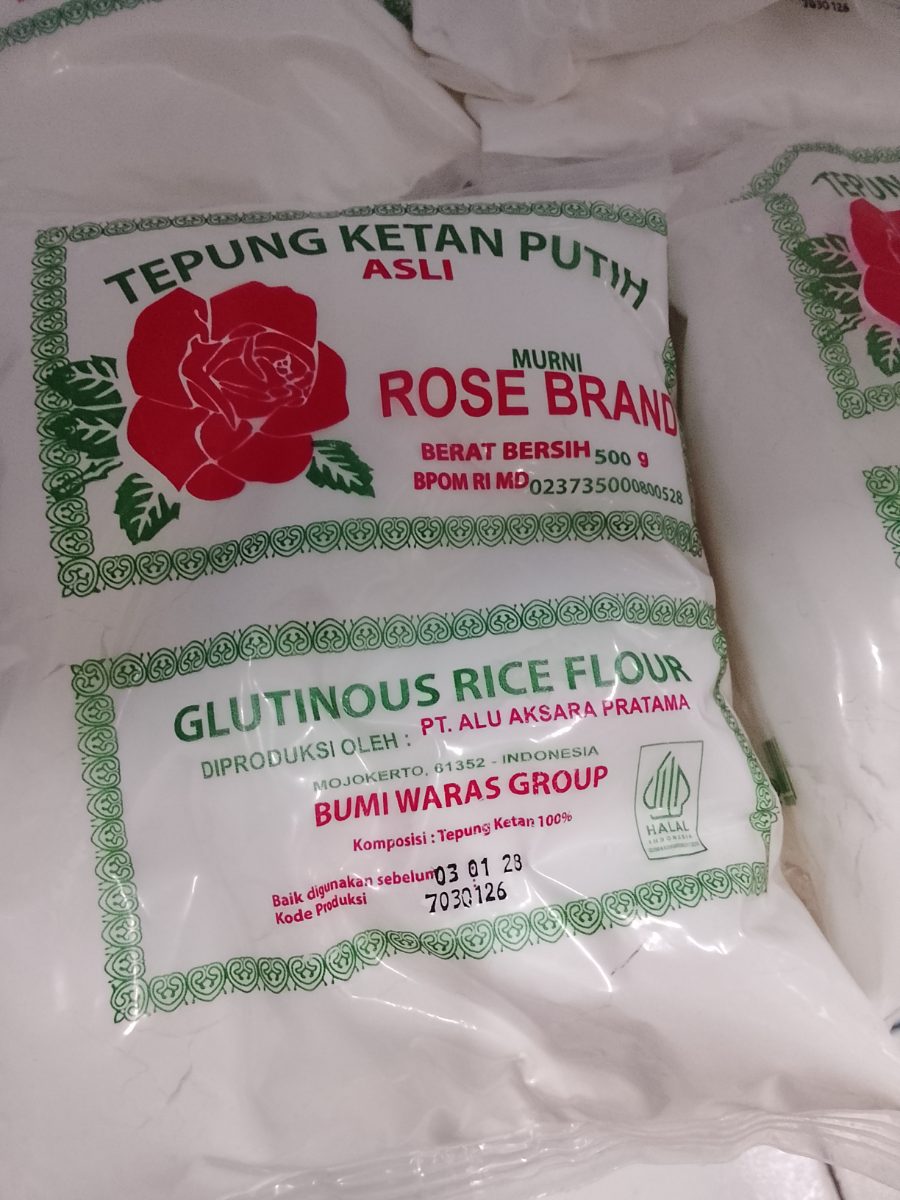 7030126
TEPUNG KETAN PUTIH
ASLI
MURNI
ROSE BRAND
BERAT BERSIH 500 g
BPOM RI MD 023735000800528
GLUTINOUS RICE FLOUR
DIPRODUKSI OLEH : PT. ALU AKSARA PRATAMA
MOJOKERTO, 61352 - INDONESIA
BUMI WARAS GROUP
Komposisi : Tepung Ketan 100%
HALAL
INDONESIA
Baik digunakan sebelum 03 01 28
Kode Produksi 7030126
TEPUN